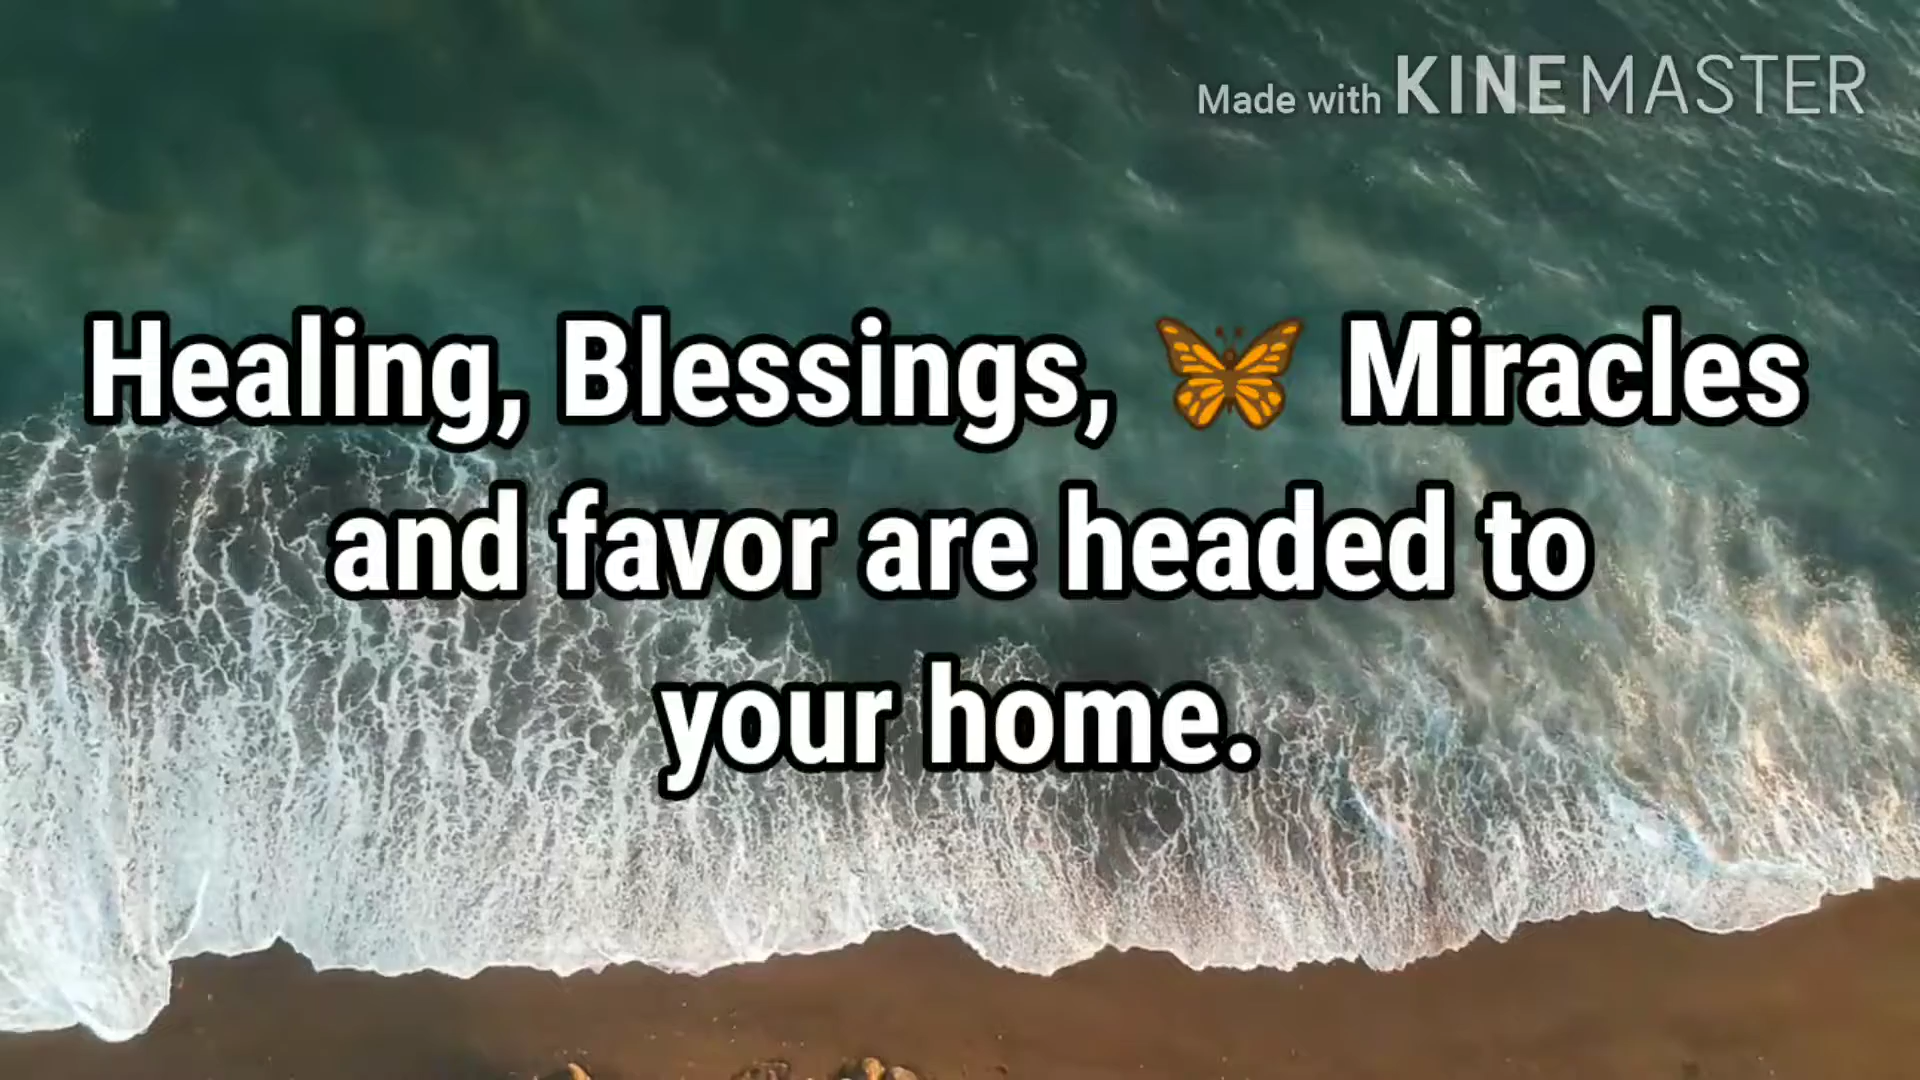 Made with KINEMASTER
Healing, Blessings, 🦋 Miracles
and favor are headed to
your home.